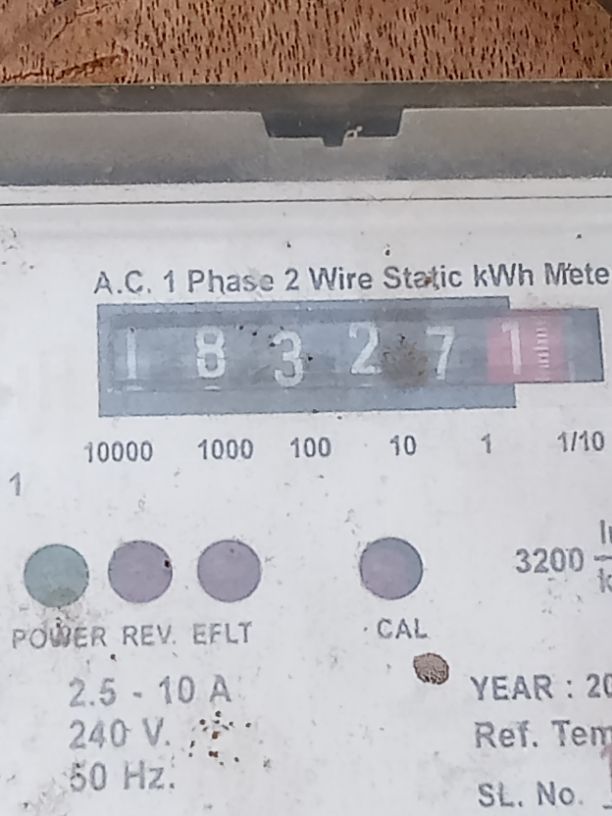 A.C. 1 Phase 2 Wire Static kWh Mete
1 8 3 2 7 1
10000 1000 100 10 1 1/10
1
3200
POWER REV. EFLT CAL
2.5 - 10 A
240 V.
50 Hz.
YEAR : 20
Ref. Tem
SL. No.